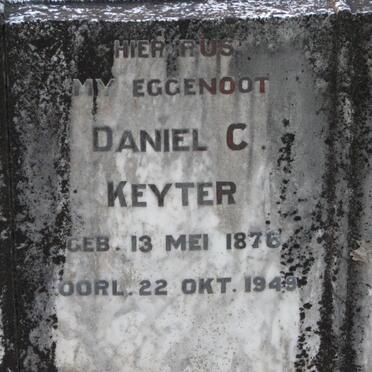 HIER RUS
MY EGGENOOT
DANIEL C.
KEYTER
GEB. 13 MEI 1876
OORL. 22 OKT. 1949